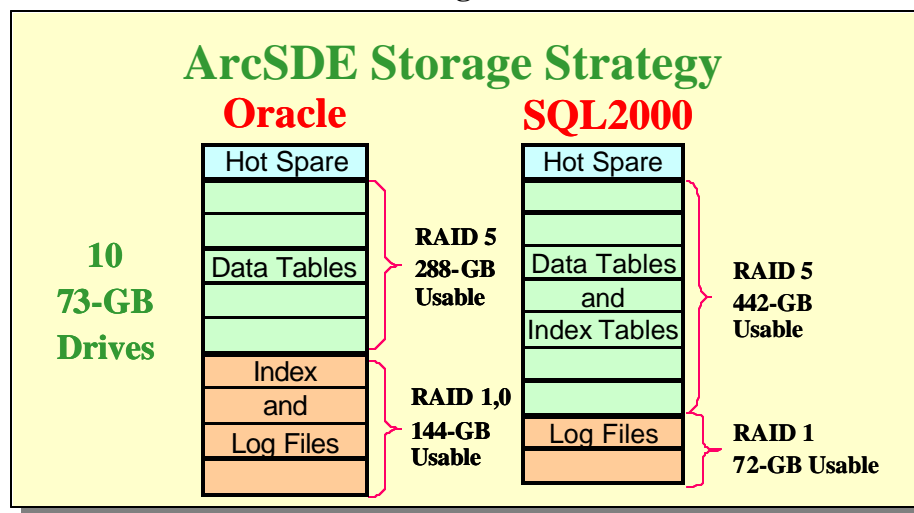 ArcSDE Storage Strategy
Oracle
SQL2000
10
73-GB
Drives
Hot Spare
Data Tables
Index
and
Log Files
RAID 5
288-GB
Usable
RAID 1,0
144-GB
Usable
Hot Spare
Data Tables
and
Index Tables
Log Files
RAID 5
442-GB
Usable
RAID 1
72-GB Usable